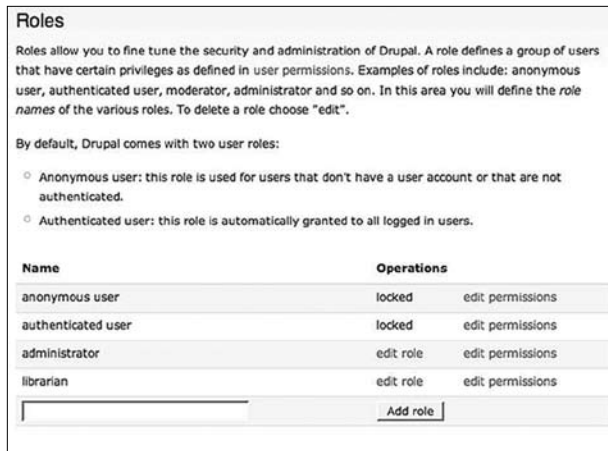 Roles
Roles allow you to fine tune the security and administration of Drupal. A role defines a group of users
that have certain privileges as defined in user permissions. Examples of roles include: anonymous
user, authenticated user, moderator, administrator and so on. In this area you will define the role
names of the various roles. To delete a role choose "edit".
By default, Drupal comes with two user roles:
Anonymous user: this role is used for users that don't have a user account or that are not
authenticated.
Authenticated user: this role is automatically granted to all logged in users.
Name Operations
anonymous user locked edit permissions
authenticated user locked edit permissions
administrator edit role edit permissions
librarian edit role edit permissions
Add role